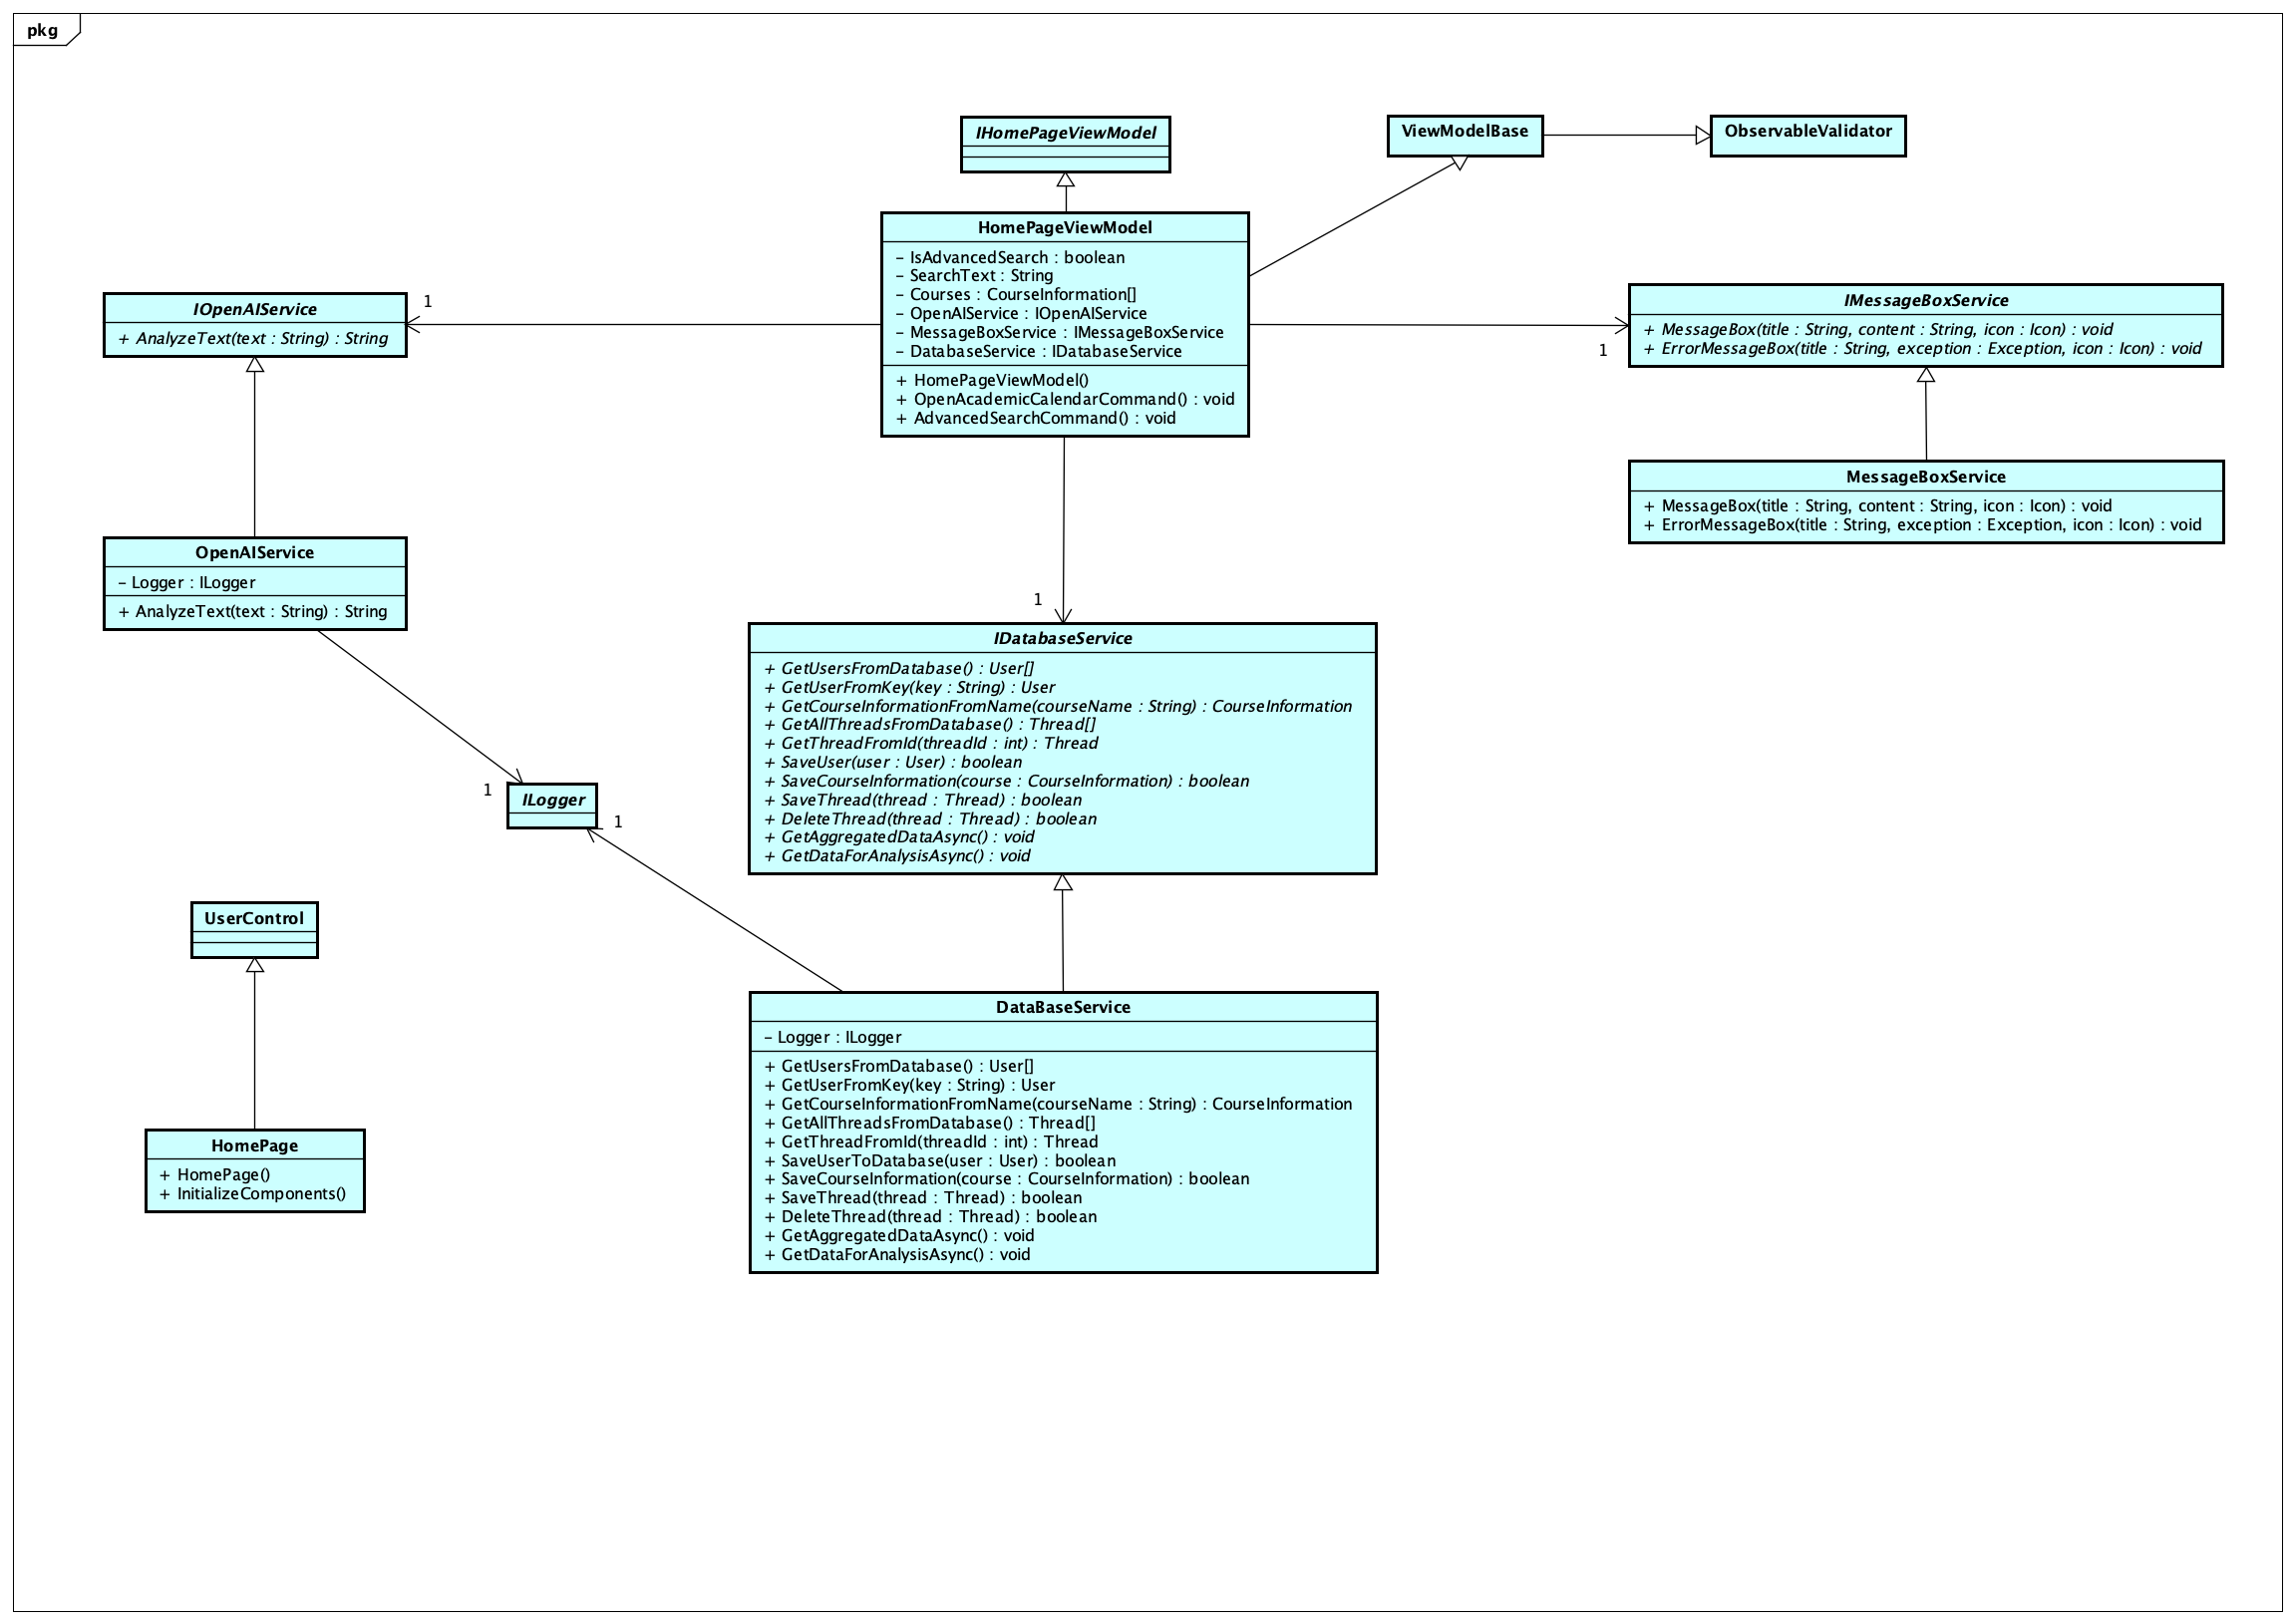 pkg
IHomePageViewModel
ViewModelBase
ObservableValidator
HomePageViewModel
– IsAdvancedSearch : boolean
– SearchText : String
– Courses : CourseInformation[]
– OpenAIService : IOpenAIService
– MessageBoxService : IMessageBoxService
– DatabaseService : IDatabaseService
+ HomePageViewModel()
+ OpenAcademicCalendarCommand() : void
+ AdvancedSearchCommand() : void
1
IOpenAIService
+ AnalyzeText(text : String) : String
1
IMessageBoxService
+ MessageBox(title : String, content : String, icon : Icon) : void
+ ErrorMessageBox(title : String, exception : Exception, icon : Icon) : void
MessageBoxService
+ MessageBox(title : String, content : String, icon : Icon) : void
+ ErrorMessageBox(title : String, exception : Exception, icon : Icon) : void
OpenAIService
– Logger : ILogger
+ AnalyzeText(text : String) : String
1
IDatabaseService
+ GetUsersFromDatabase() : User[]
+ GetUserFromKey(key : String) : User
+ GetCourseInformationFromName(courseName : String) : CourseInformation
+ GetAllThreadsFromDatabase() : Thread[]
+ GetThreadFromId(threadId : int) : Thread
+ SaveUser(user : User) : boolean
+ SaveCourseInformation(course : CourseInformation) : boolean
+ SaveThread(thread : Thread) : boolean
+ DeleteThread(thread : Thread) : boolean
+ GetAggregatedDataAsync() : void
+ GetDataForAnalysisAsync() : void
1
ILogger
1
UserControl
HomePage
+ HomePage()
+ InitializeComponents()
DataBaseService
– Logger : ILogger
+ GetUsersFromDatabase() : User[]
+ GetUserFromKey(key : String) : User
+ GetCourseInformationFromName(courseName : String) : CourseInformation
+ GetAllThreadsFromDatabase() : Thread[]
+ GetThreadFromId(threadId : int) : Thread
+ SaveUserToDatabase(user : User) : boolean
+ SaveCourseInformation(course : CourseInformation) : boolean
+ SaveThread(thread : Thread) : boolean
+ DeleteThread(thread : Thread) : boolean
+ GetAggregatedDataAsync() : void
+ GetDataForAnalysisAsync() : void